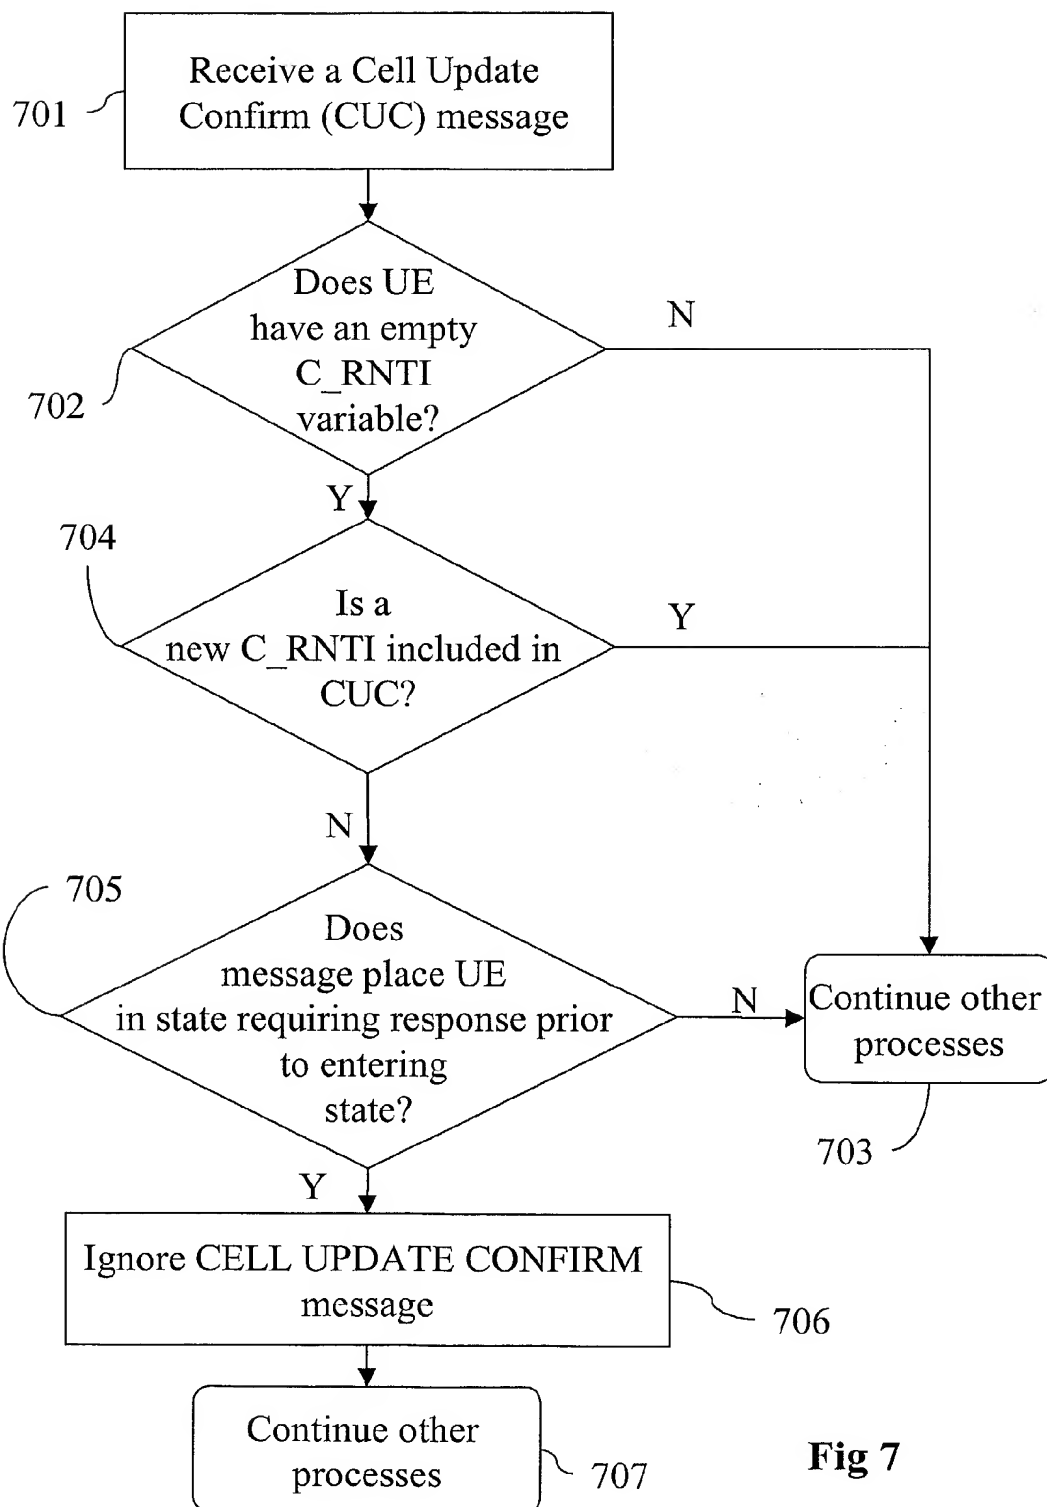 Receive a Cell Update
Confirm (CUC) message
701
Does UE
have an empty
C_RNTI
variable?
N
702
Y
704
Is a
new C_RNTI included in
CUC?
Y
N
705
Does
message place UE
in state requiring response prior
to entering
state?
N
Continue other
processes
703
Y
Ignore CELL UPDATE CONFIRM
message
706
Continue other
processes
707
Fig 7